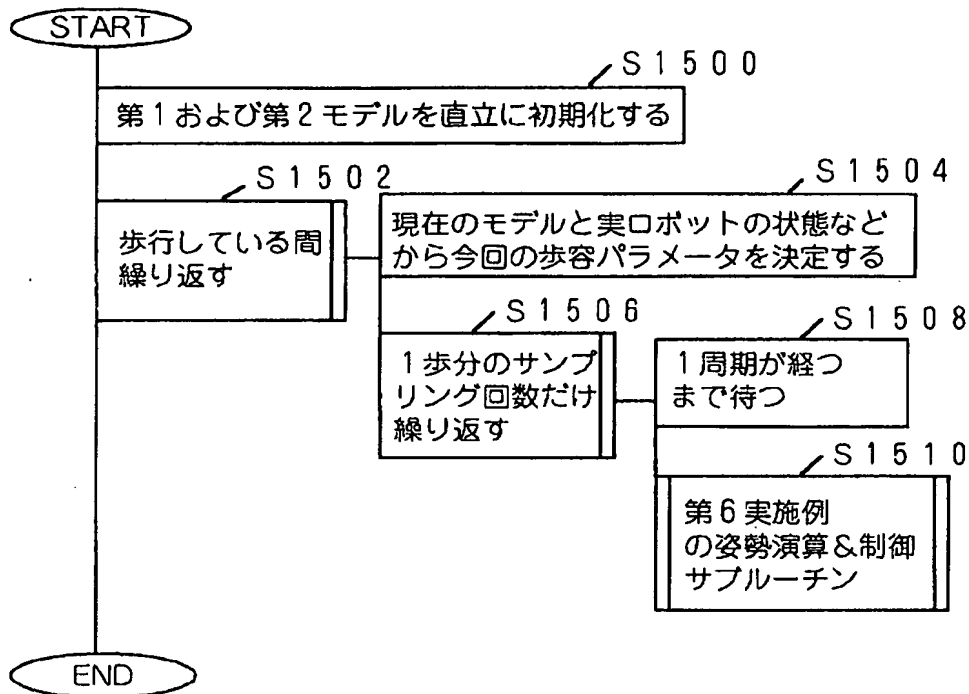 START
S1500
第1および第2モデルを直立に初期化する
S1502
歩行している間
繰り返す
S1504
現在のモデルと実ロボットの状態など
から今回の歩容パラメータを決定する
S1506
1歩分のサンプ
リング回数だけ
繰り返す
S1508
1周期が経つ
まで待つ
S1510
第6実施例
の姿勢演算&制御
サブルーチン
END